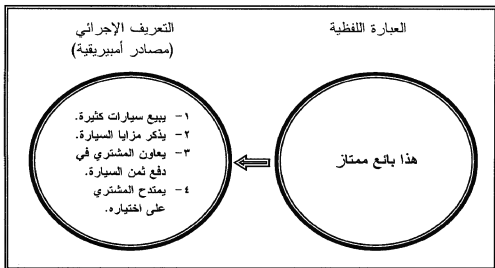 العبارة اللفظية
التعريف الإجرائي
(مصادر أمبيريقية)
هذا بائع ممتاز
١- يبيع سيارات كثيرة.
٢- يذكر مزايا السيارة.
٣- يعاون المشتري في
دفع ثمن السيارة.
٤- يمتدح المشتري
على اختياره.